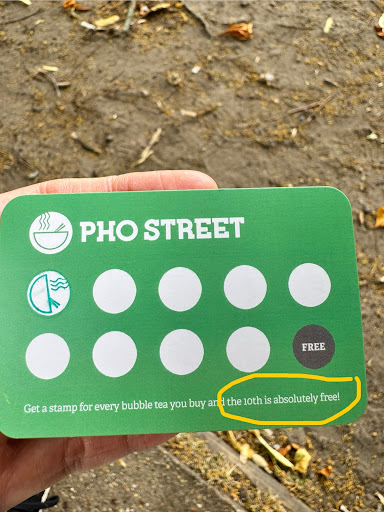 PHO STREET
FREE
Get a stamp for every bubble tea you buy and the 10th is absolutely free!